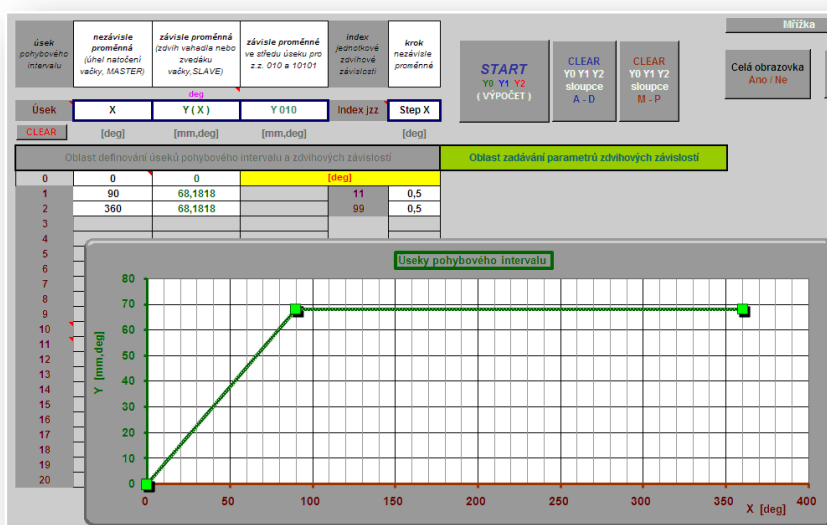 úsek
pohybového
intervalu
nezávisle
proměnná
(úhel natočení
vačky, MASTER)
závisle proměnná
(zdvih vahadla nebo
zvedáku
vačky,SLAVE)
závisle proměnné
ve středu úseku pro
z.z. 010 a 10101
index
jednotkové
zdvihové
závislosti
krok
nezávisle
proměnné
deg
Úsek X Y ( X ) Y 010 Index jzz Step X
CLEAR [deg] [mm,deg] [mm,deg] [deg]
START
Y0 Y1 Y2
( VÝPOČET )
CLEAR
Y0 Y1 Y2
sloupce
A - D
CLEAR
Y0 Y1 Y2
sloupce
M - P
Mřížka
Celá obrazovka
Ano / Ne
Oblast definování úseků pohybového intervalu a zdvihových závislostí
Oblast zadávání parametrů zdvihových závislostí
0 0 0 [deg]
1 90 68,1818 11 0,5
2 360 68,1818 99 0,5
3
4
5
6
7
8
9
10
11
12
13
14
15
16
17
18
19
20
Úseky pohybového intervalu
Y [mm,deg]
80
70
60
50
40
30
20
10
0
0 50 100 150 200 250 300 350 400
X [deg]